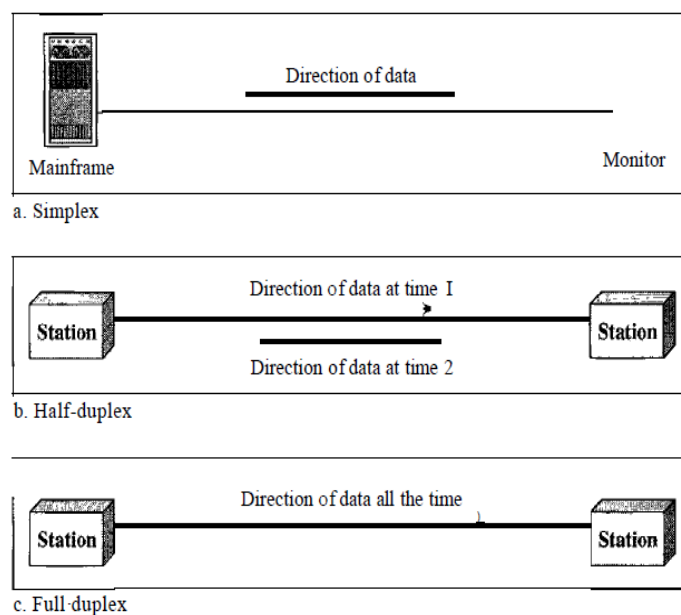 Direction of data
Mainframe
Monitor
a. Simplex
Direction of data at time I
Station
Station
Direction of data at time 2
b. Half-duplex
Direction of data all the time
Station
Station
c. Full·duplex